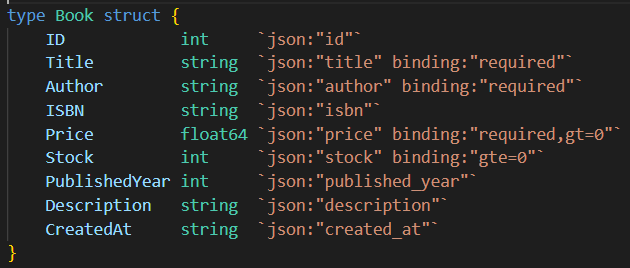 type Book struct {
    ID            int     `json:"id"`
    Title         string  `json:"title" binding:"required"`
    Author        string  `json:"author" binding:"required"`
    ISBN          string  `json:"isbn"`
    Price         float64 `json:"price" binding:"required,gt=0"`
    Stock         int     `json:"stock" binding:"gte=0"`
    PublishedYear int     `json:"published_year"`
    Description   string  `json:"description"`
    CreatedAt     string  `json:"created_at"`
}